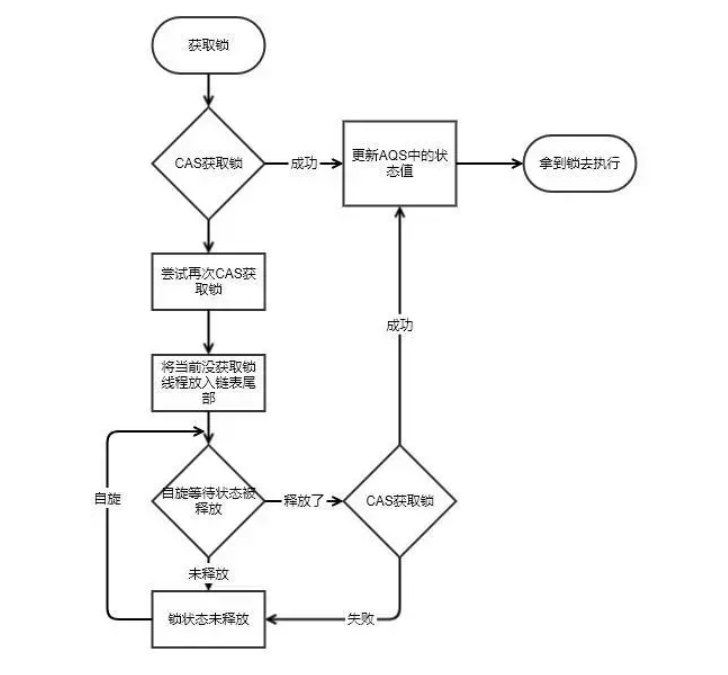 获取锁
CAS获取锁
成功
更新AQS中的状
态值
拿到锁去执行
尝试再次CAS获
取锁
成功
将当前没获取锁
线程放入链表尾
部
自旋
自旋等待状态被
释放
释放了
CAS获取锁
未释放
锁状态未释放
失败